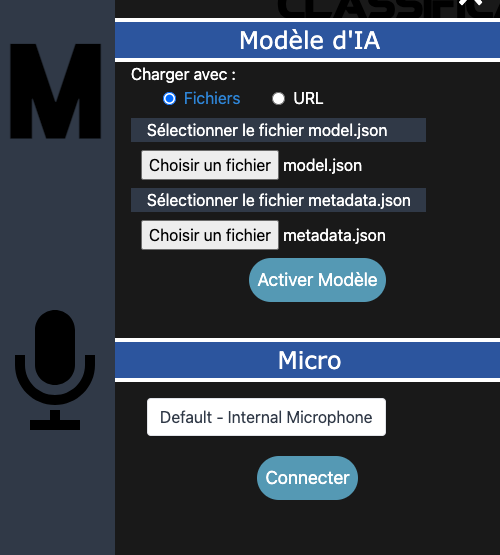 CLASSIFICA
Modèle d'IA
M
Charger avec :
Fichiers URL
Sélectionner le fichier model.json
Choisir un fichier model.json
Sélectionner le fichier metadata.json
Choisir un fichier metadata.json
Activer Modèle
Micro
Default - Internal Microphone
Connecter